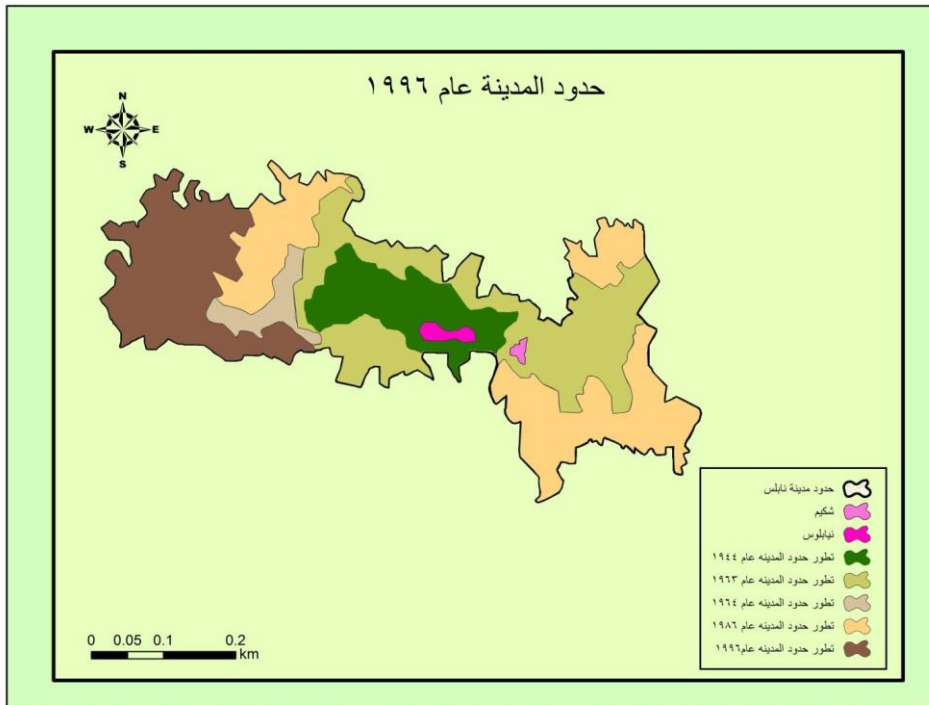 حدود المدينة عام ١٩٩٦
N
W E
S
حدود مدينة نابلس
شكيم
نيابلوس
تطور حدود المدينه عام ١٩٤٤
تطور حدود المدينه عام ١٩٦٣
تطور حدود المدينه عام ١٩٦٤
تطور حدود المدينه عام ١٩٨٦
تطور حدود المدينه عام١٩٩٦
0 0.05 0.1 0.2
km